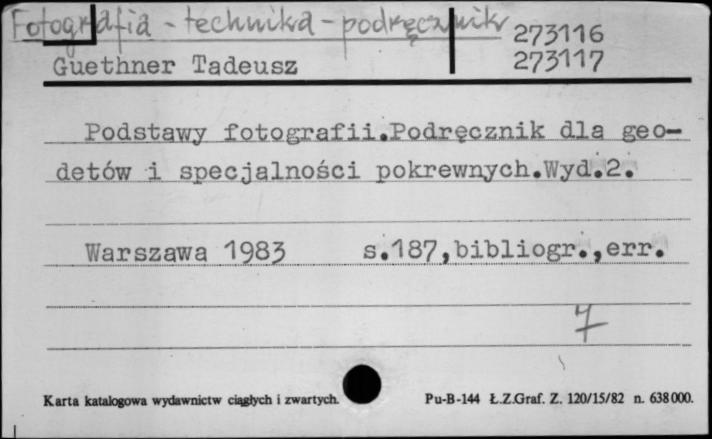 Fotografia - technika - podręcznik
273116
Guethner Tadeusz 273117
Podstawy fotografii.Podręcznik dla geo-
detów i specjalności pokrewnych.Wyd.2.
Warszawa 1983 s.187,bibliogr.,err.
7
Karta katalogowa wydawnictw ciągłych i zwartych. Pu-B-144 Ł.Z.Graf. Z. 120/15/82 n. 638000.